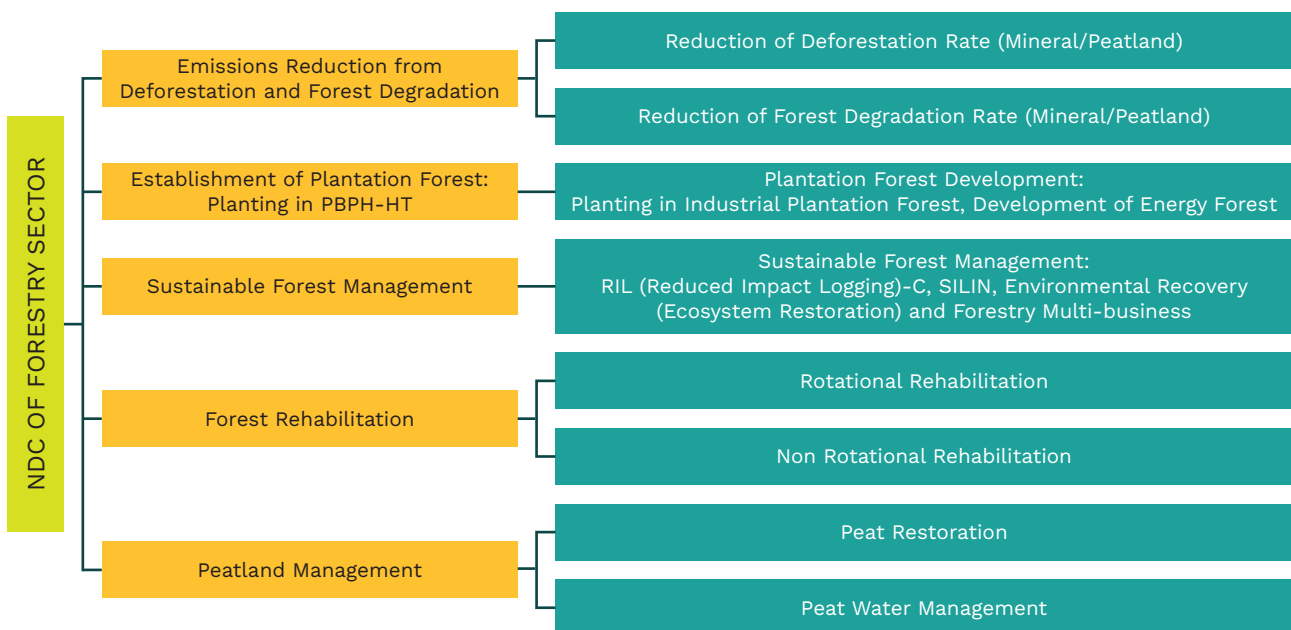 NDC OF FORESTRY SECTOR
Emissions Reduction from
Deforestation and Forest Degradation
Reduction of Deforestation Rate (Mineral/Peatland)
Reduction of Forest Degradation Rate (Mineral/Peatland)
Establishment of Plantation Forest:
Planting in PBPH-HT
Plantation Forest Development:
Planting in Industrial Plantation Forest, Development of Energy Forest
Sustainable Forest Management
Sustainable Forest Management:
RIL (Reduced Impact Logging)-C, SILIN, Environmental Recovery
(Ecosystem Restoration) and Forestry Multi-business
Forest Rehabilitation
Rotational Rehabilitation
Non Rotational Rehabilitation
Peatland Management
Peat Restoration
Peat Water Management